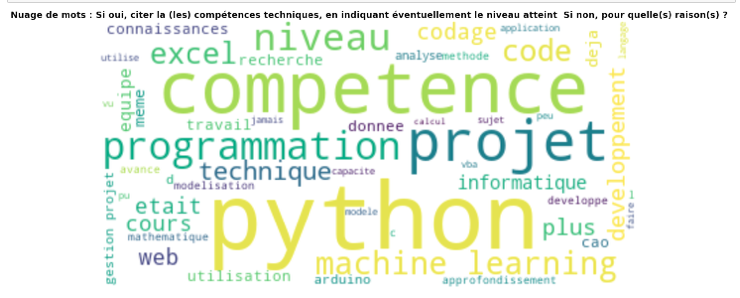 Nuage de mots : Si oui, citer la (les) compétences techniques, en indiquant éventuellement le niveau atteint  Si non, pour quelle(s) raison(s) ?
connaissances
niveau
codage
application
langage
utilise
excel
recherche
analyse
methode
code
deja
competence
equipe
meme
v2
travail
jamais
donnee
calcul
sujet
peu
programmation
projet
developpement
avance
technique
capacite
vba
d
modelisation
informatique
gestion projet
pu
etait
python
modele
developpe
l
faire
cours
c
plus
mathematique
cao
web
machine learning
utilisation
arduino
approfondissement